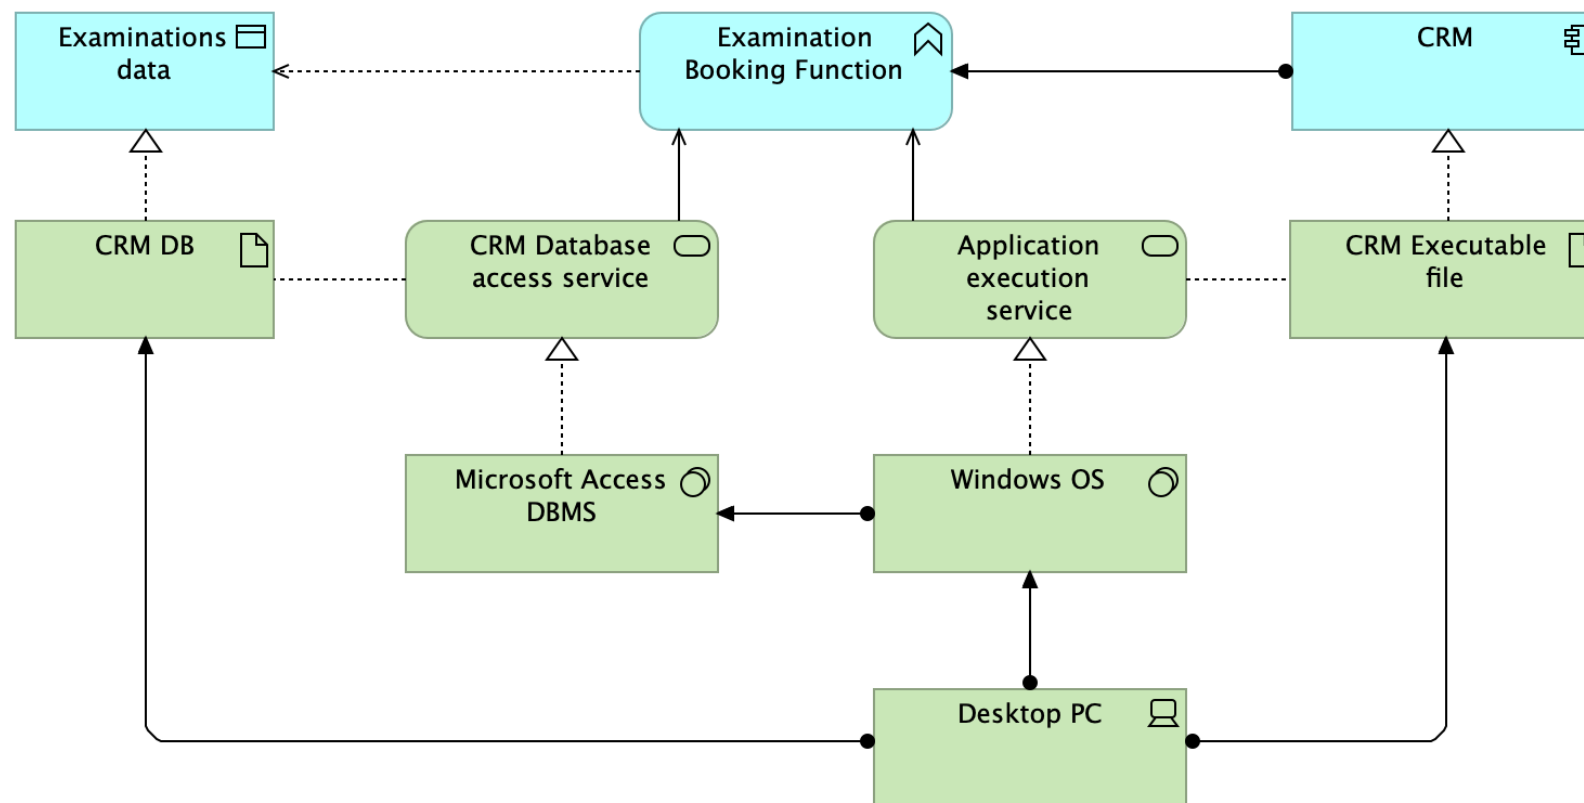 Examinations
data
Examination
Booking Function
CRM
CRM DB
CRM Database
access service
Application
execution
service
CRM Executable
file
Microsoft Access
DBMS
Windows OS
Desktop PC